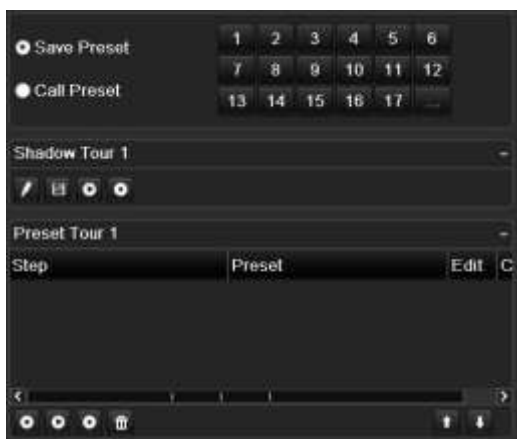 Save Preset
1 2 3 4 5 6
7 8 9 10 11 12
Call Preset
13 14 15 16 17 ...
Shadow Tour 1
Preset Tour 1
Step Preset Edit C